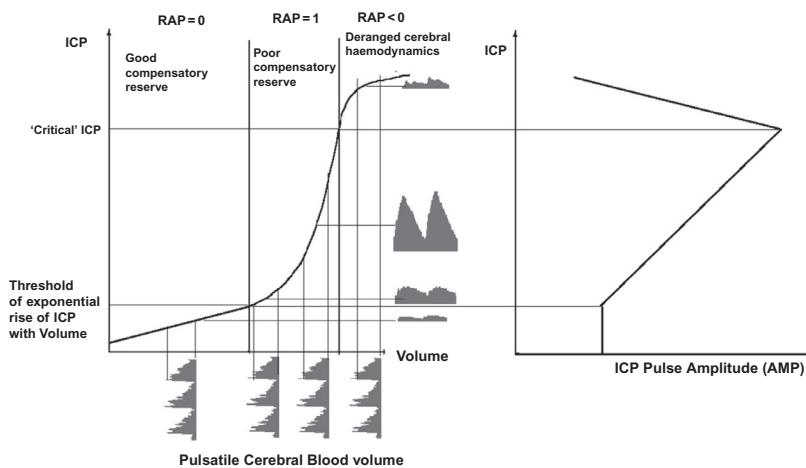 RAP = 0
RAP = 1
RAP < 0
ICP
Good
compensatory
reserve
Poor
compensatory
reserve
Deranged cerebral
haemodynamics
‘Critical’ ICP
Threshold
of exponential
rise of ICP
with Volume
Volume
Pulsatile Cerebral Blood volume
ICP
ICP Pulse Amplitude (AMP)